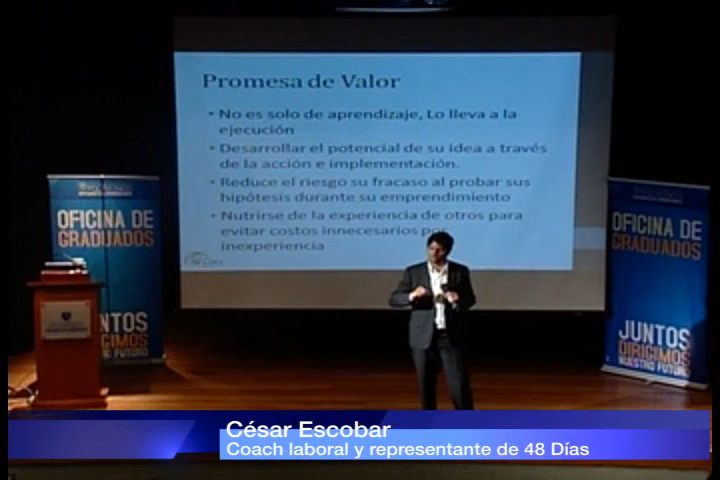 Promesa de Valor
• No es solo de aprendizaje, Lo lleva a la
ejecución
• Desarrollar el potencial de su idea a través
de la acción e implementación.
• Reduce el riesgo su fracaso al probar sus
hipótesis durante su emprendimiento
• Nutrirse de la experiencia de otros para
evitar costos innecesarios por
inexperiencia
OFICINA DE
GRADUADOS
NTOS
GIMOS
FUTURO
OFICINA DE
GRADUADOS
JUNTOS
DIRIGIMOS
NUESTRO FUTURO
César Escobar
Coach laboral y representante de 48 Días